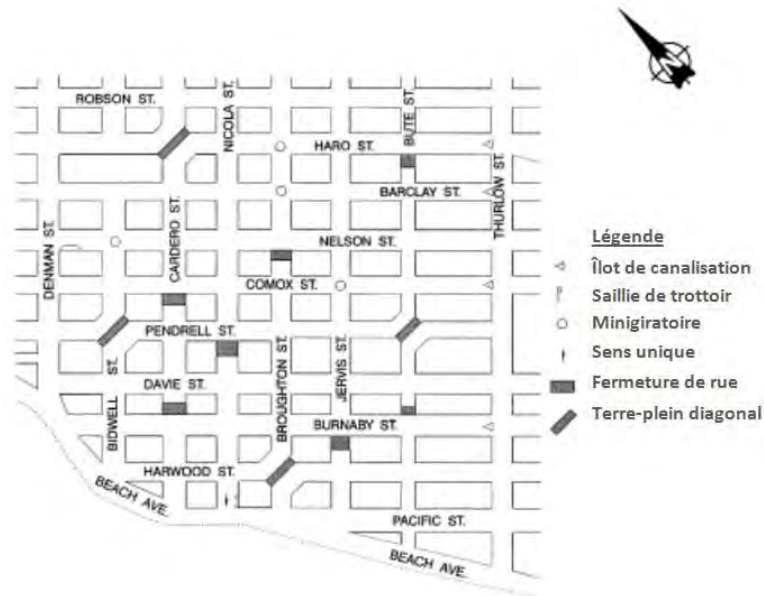 ROBSON ST.
NICOLA ST.
BUTE ST.
HARO ST.
BARCLAY ST.
THURLOW ST.
DENMAN ST.
CARDERO ST.
NELSON ST.
COMOX ST.
PENDRELL ST.
DAVIE ST.
BIDWELL ST.
BROUGHTON ST.
JERVIS ST.
BURNABY ST.
HARWOOD ST.
BEACH AVE.
PACIFIC ST.
BEACH AVE.
N
Légende
Îlot de canalisation
Saillie de trottoir
Minigiratoire
Sens unique
Fermeture de rue
Terre-plein diagonal